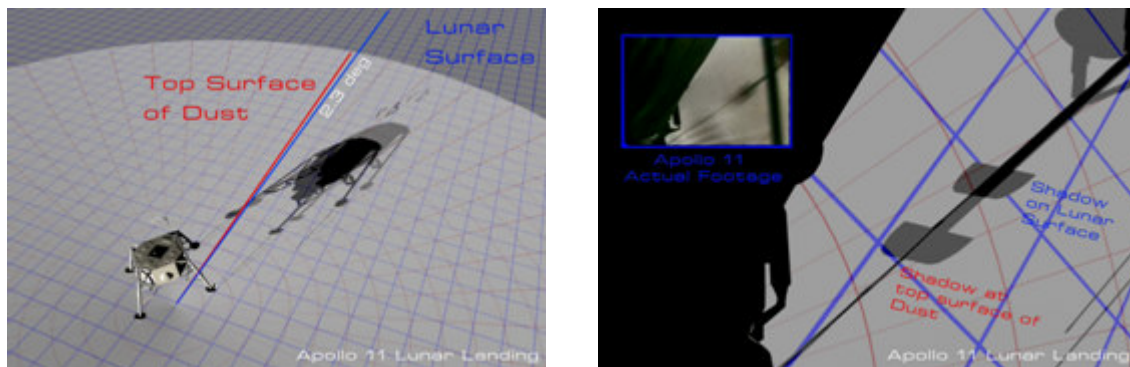 Lunar
Surface
Top Surface
of Dust
2.3 deg
Apollo 11 Lunar Landing
Apollo 11
Actual Footage
Shadow
on Lunar
Surface
Shadow at
top surface of
Dust
Apollo 11 Lunar Landing